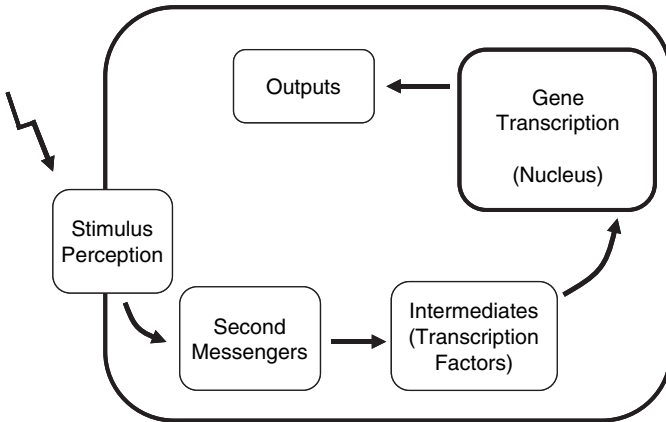 Outputs
Gene
Transcription
(Nucleus)
Stimulus
Perception
Second
Messengers
Intermediates
(Transcription
Factors)